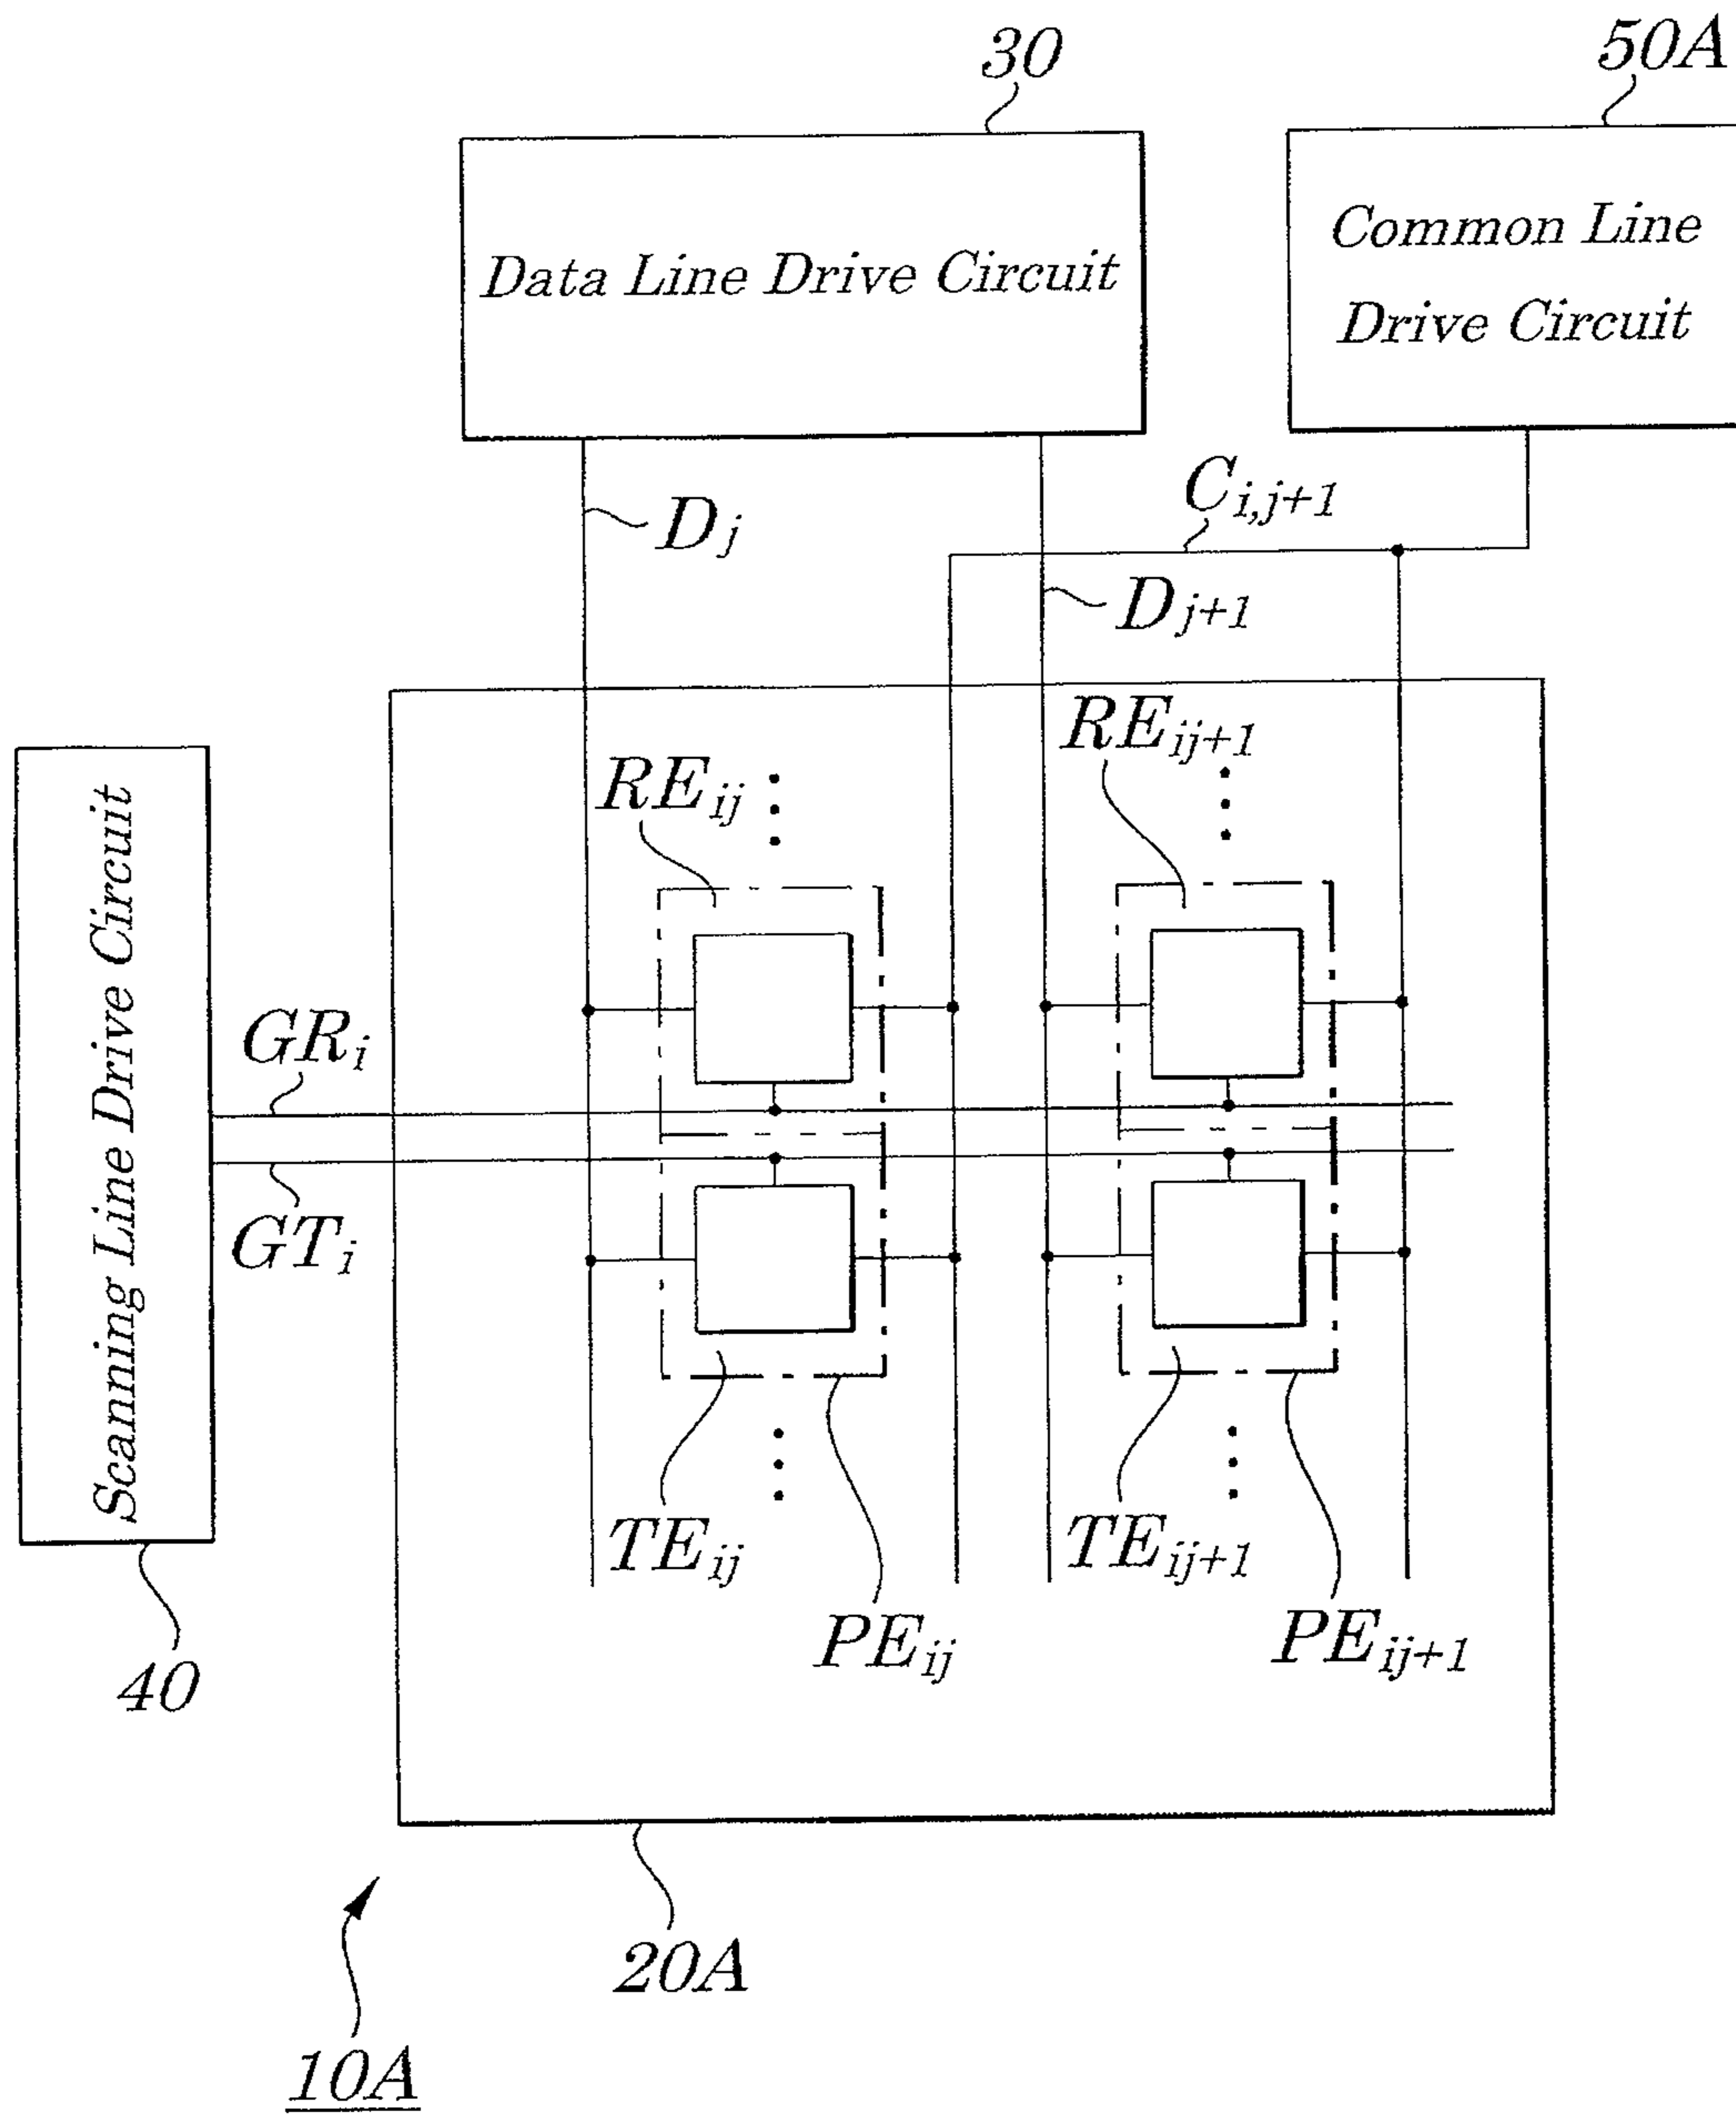 30
50A
Data Line Drive Circuit
Common Line
Drive Circuit
Dj
Ci,j+1
Dj+1
REij
REij+1
Scanning Line Drive Circuit
GRi
GTi
TEij
TEij+1
PEij
PEij+1
40
20A
10A